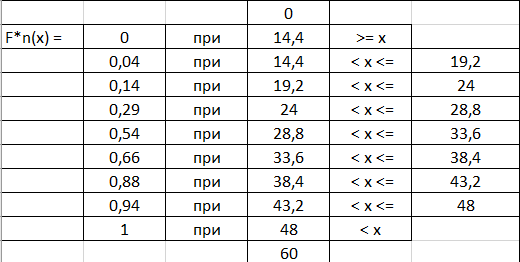 0
F*n(x) = 0 при 14,4 >= x
0,04 при 14,4 < x <= 19,2
0,14 при 19,2 < x <= 24
0,29 при 24 < x <= 28,8
0,54 при 28,8 < x <= 33,6
0,66 при 33,6 < x <= 38,4
0,88 при 38,4 < x <= 43,2
0,94 при 43,2 < x <= 48
1 при 48 < x
60